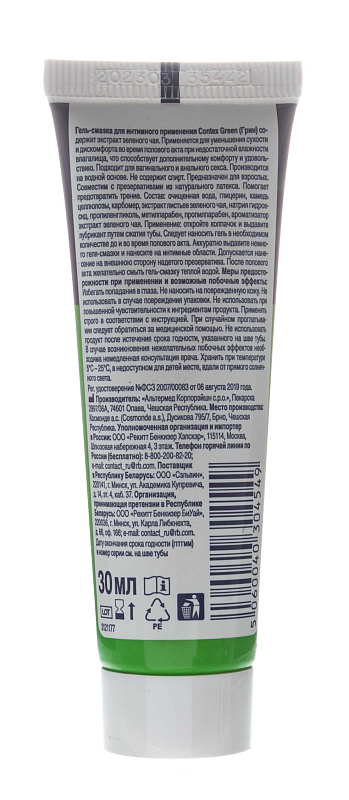 202303 35442
Гель-смазка для интимного применения Contex Green (Грин) со-
держит экстракт зеленого чая. Применяется для уменьшения сухости
и дискомфорта во время полового акта при недостаточной влажности
влагалища, что способствует дополнительному комфорту и удоволь-
ствию. Подходит для вагинального и анального секса. Производится
на водной основе. Не содержит спирт. Предназначен для взрослых.
Совместим с презервативами из натурального латекса. Помогает
предотвратить трение. Состав: очищенная вода, глицерин, камедь
целлюлозы, карбомер, экстракт листьев зеленого чая, натрия гидрок-
сид, пропиленгликоль, метилпарабен, пропилпарабен, ароматизатор
экстракт зеленого чая. Применение: откройте колпачок и выдавите
лубрикант путем сжатия тубы. Следует наносить гель в необходимом
количестве до и во время полового акта. Аккуратно выдавите немно-
го геля-смазки и нанесите на интимные области. Допускается нане-
сение на внешнюю сторону надетого презерватива. После полового
акта желательно смыть гель-смазку теплой водой. Меры предосто-
рожности при применении и возможные побочные эффекты:
Избегать попадания в глаза. Не наносить на поврежденную кожу. Не
использовать в случае повреждения упаковки. Не использовать при
повышенной чувствительности к ингредиентам продукта. Применять
строго в соответствии с инструкцией. При случайном проглатыва-
нии следует обратиться за медицинской помощью. Не использовать
продукт после истечения срока годности, указанного на шве тубы.
В случае возникновения нежелательных побочных эффектов необ-
ходима немедленная консультация врача. Хранить при температуре
5°С–25°С, в недоступном для детей месте, вдали от прямого солнеч-
ного света.
Рег. удостоверение №ФСЗ 2007/00083 от 06 августа 2019 года.
Производитель: «Альтермед Корпорэйшн с.р.о.», Пекарска
295/136А, 74601 Опава, Чешская Республика. Место производства:
Космонде а.с. (Cosmonde a.s.), Дусикова 795/7, Брно, Чешская
Республика. Уполномоченная организация и импортер
в России: ООО «Рекитт Бенкизер Хэлскэр», 115114, Москва,
Шлюзовая набережная 4, 3 этаж. Телефон горячей линии по
России (бесплатно): 8-800-200-82-20;
e-mail: contact_ru@rb.com. Поставщик
в Республику Беларусь: ООО «Сэльвин»,
220141, г. Минск, ул. Академика Купревича,
д. 14, эт. 4, каб. 37. Организация,
принимающая претензии в Республике
Беларусь: ООО «Рекитт Бенкизер БиУай»,
220036, г. Минск, ул. Карла Либкнехта,
д. 66, оф. 166; e-mail: contact_ru@rb.com.
Дату окончания срока годности (ггггмм)
и номер серии см. на шве тубы
30 МЛ
LOT
PE
3121177
5060040304549